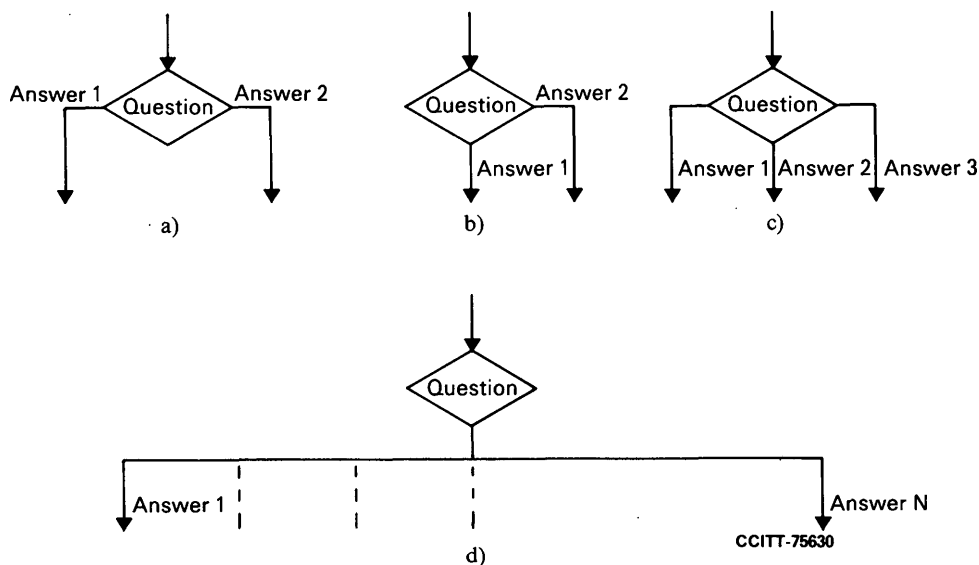 Question
Answer 1
Answer 2
a)
Question
Answer 2
Answer 1
b)
Question
Answer 1
Answer 2
Answer 3
c)
Question
Answer 1
Answer N
CCITT-75630
d)